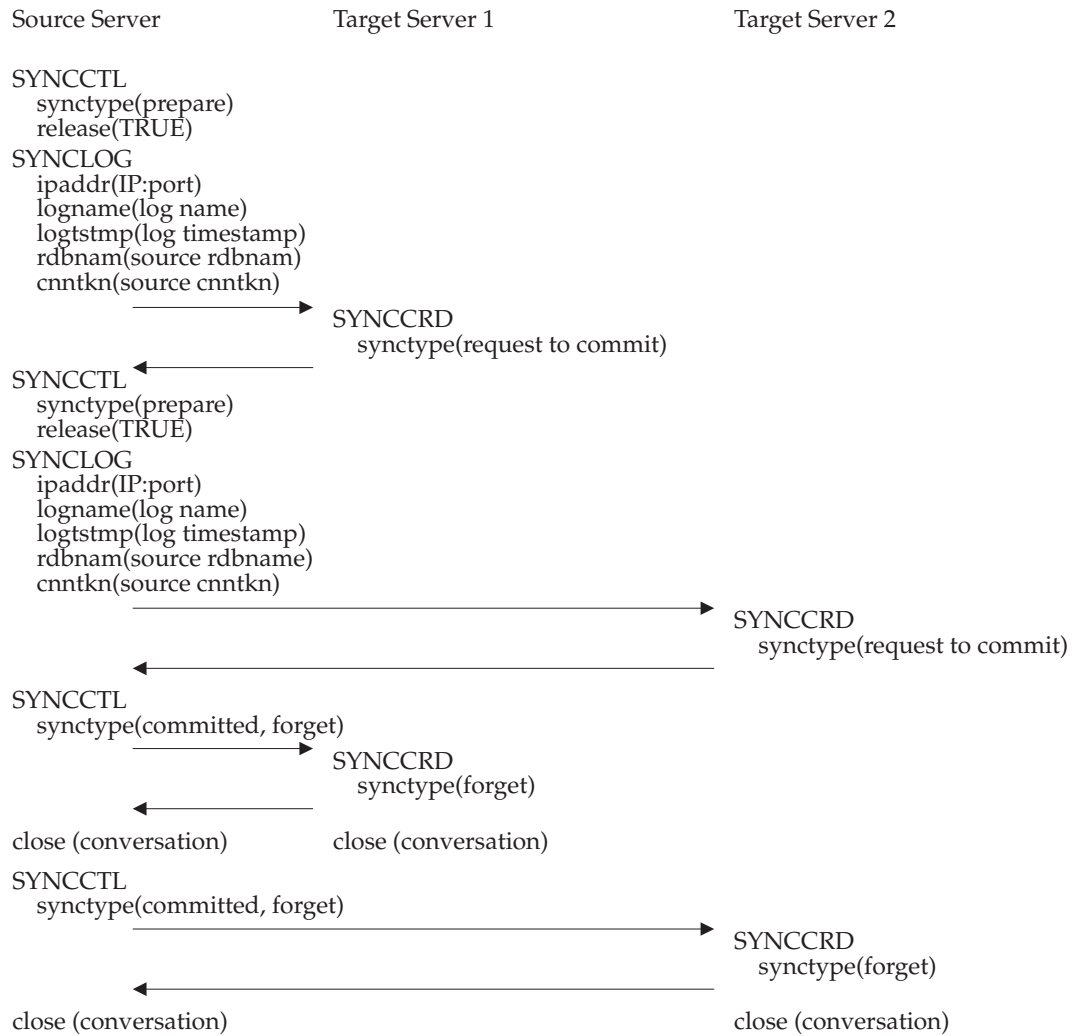 Source Server Target Server 1 Target Server 2
SYNCCTL
synctype(prepare)
release(TRUE)
SYNCLOG
ipaddr(IP:port)
logname(log name)
logtstmp(log timestamp)
rdbnam(source rdbnam)
cnntkn(source cnntkn)
SYNCCRD
synctype(request to commit)
SYNCCTL
synctype(prepare)
release(TRUE)
SYNCLOG
ipaddr(IP:port)
logname(log name)
logtstmp(log timestamp)
rdbnam(source rdbname)
cnntkn(source cnntkn)
SYNCCRD
synctype(request to commit)
SYNCCTL
synctype(committed, forget)
SYNCCRD
synctype(forget)
close (conversation) close (conversation)
SYNCCTL
synctype(committed, forget)
SYNCCRD
synctype(forget)
close (conversation) close (conversation)